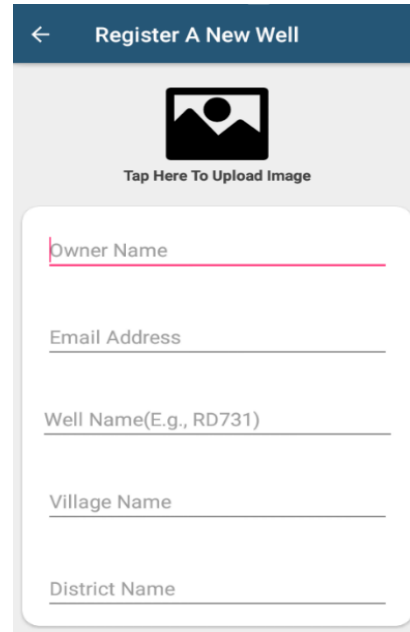 Register A New Well
Tap Here To Upload Image
Owner Name
Email Address
Well Name(E.g., RD731)
Village Name
District Name